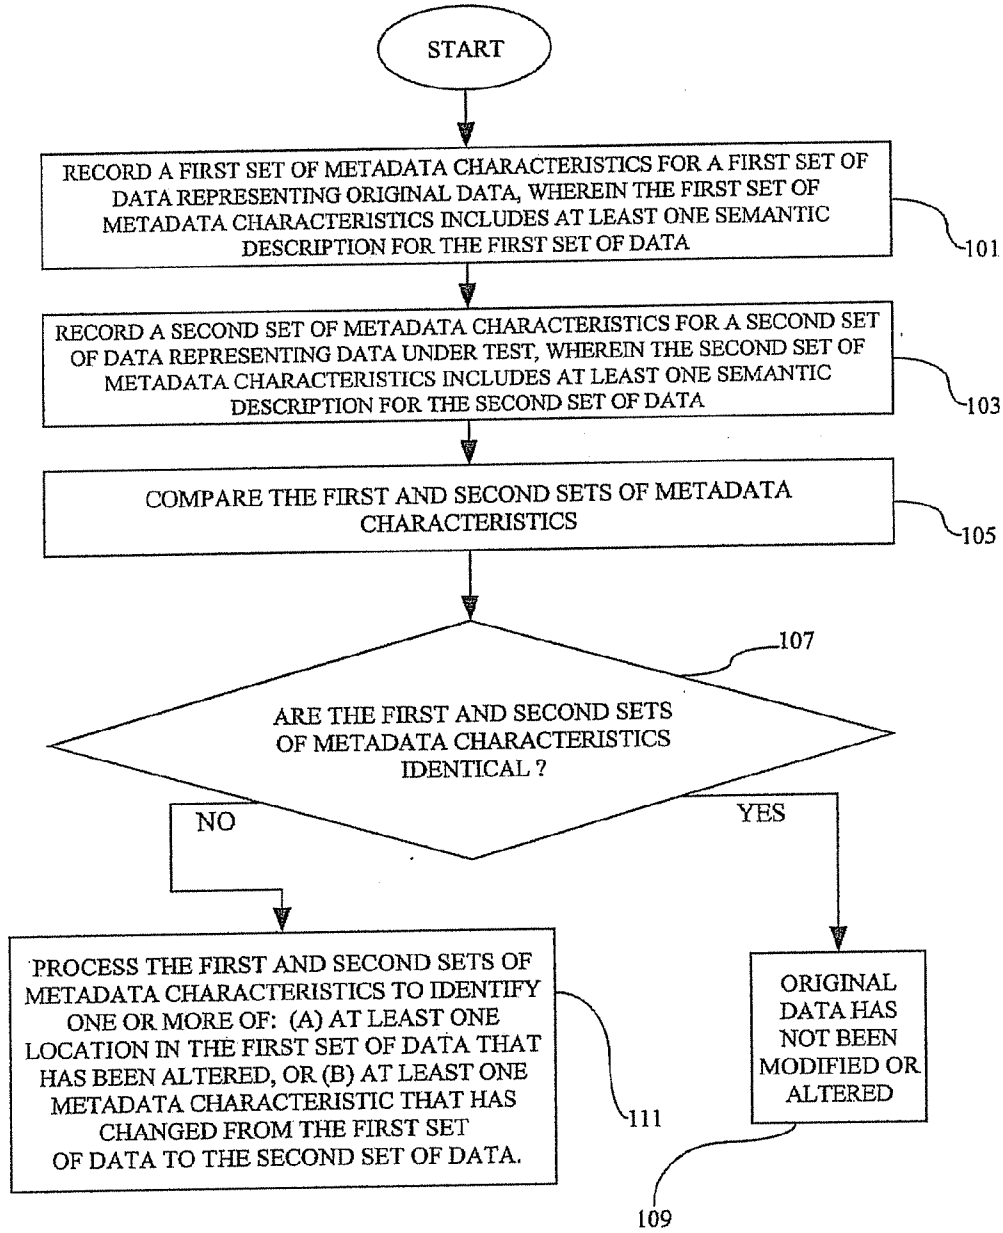 START
RECORD A FIRST SET OF METADATA CHARACTERISTICS FOR A FIRST SET OF
DATA REPRESENTING ORIGINAL DATA, WHEREIN THE FIRST SET OF
METADATA CHARACTERISTICS INCLUDES AT LEAST ONE SEMANTIC
DESCRIPTION FOR THE FIRST SET OF DATA
101
RECORD A SECOND SET OF METADATA CHARACTERISTICS FOR A SECOND SET
OF DATA REPRESENTING DATA UNDER TEST, WHEREIN THE SECOND SET OF
METADATA CHARACTERISTICS INCLUDES AT LEAST ONE SEMANTIC
DESCRIPTION FOR THE SECOND SET OF DATA
103
COMPARE THE FIRST AND SECOND SETS OF METADATA
CHARACTERISTICS
105
107
ARE THE FIRST AND SECOND SETS
OF METADATA CHARACTERISTICS
IDENTICAL ?
NO
YES
PROCESS THE FIRST AND SECOND SETS OF
METADATA CHARACTERISTICS TO IDENTIFY
ONE OR MORE OF: (A) AT LEAST ONE
LOCATION IN THE FIRST SET OF DATA THAT
HAS BEEN ALTERED, OR (B) AT LEAST ONE
METADATA CHARACTERISTIC THAT HAS
CHANGED FROM THE FIRST SET
OF DATA TO THE SECOND SET OF DATA.
111
ORIGINAL
DATA HAS
NOT BEEN
MODIFIED OR
ALTERED
109